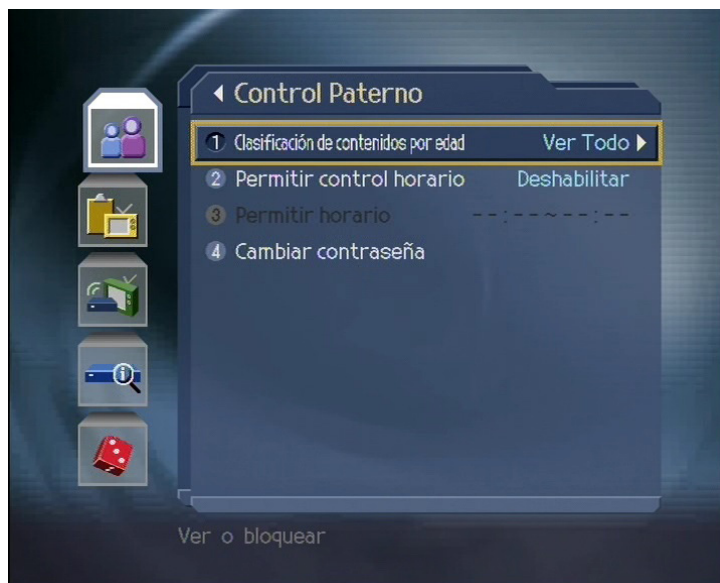 Control Paterno
1 Clasificación de contenidos por edad Ver Todo
2 Permitir control horario Deshabilitar
3 Permitir horario --:--~--:--
4 Cambiar contraseña
Ver o bloquear